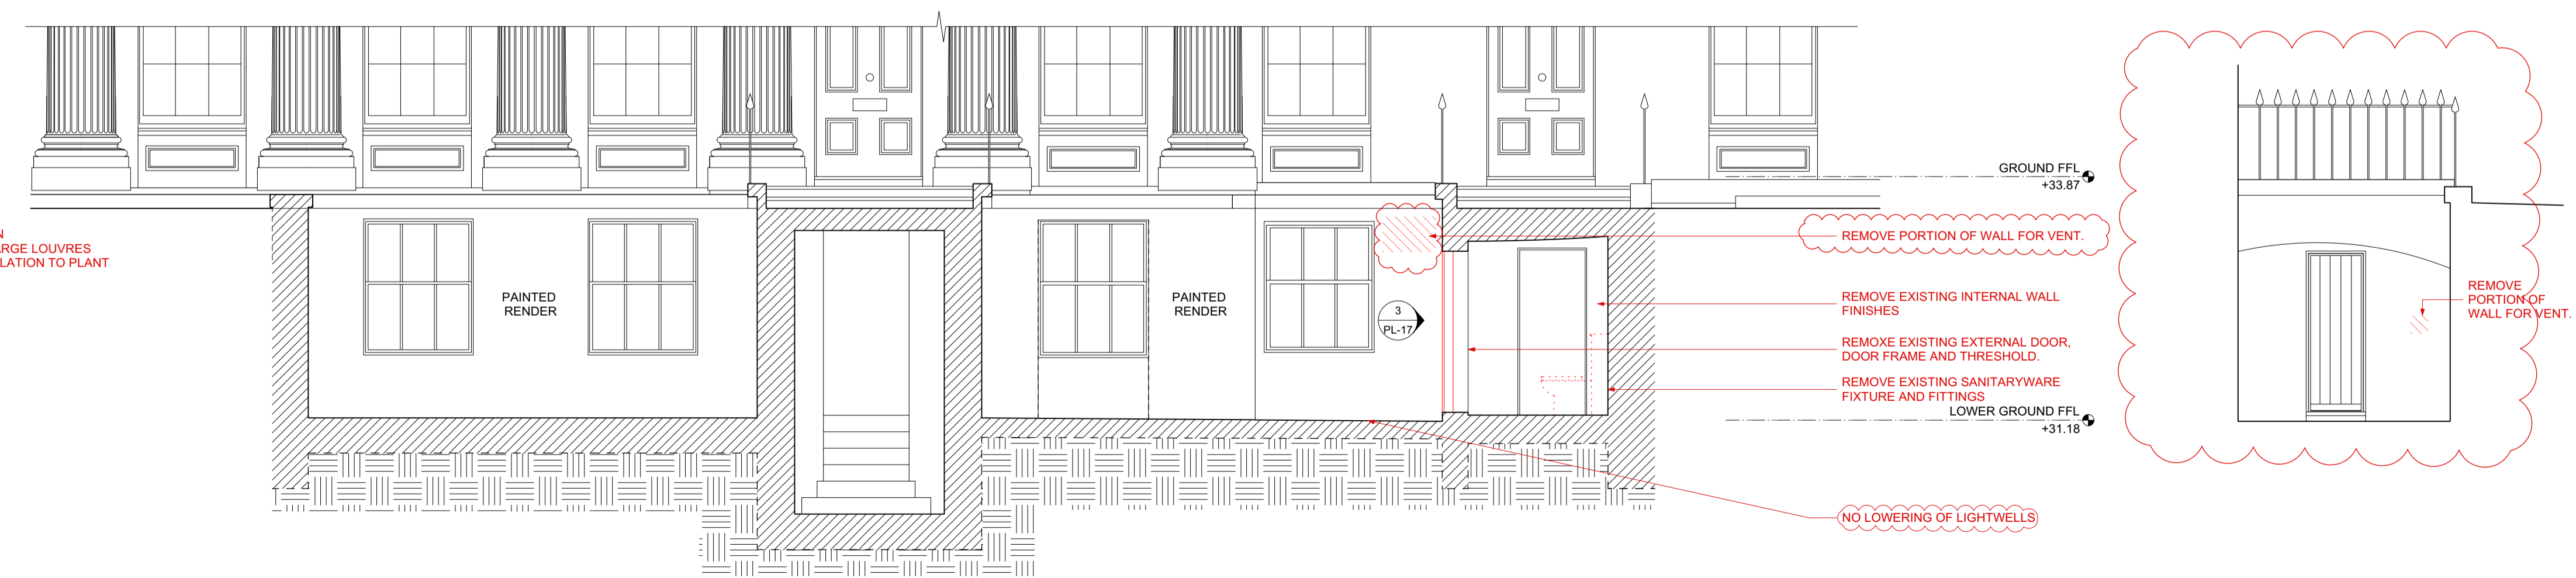 ARGE LOUVRES
LATION TO PLANT
PAINTED
RENDER
PAINTED
RENDER
3
PL-17
GROUND FFL
+33.87
REMOVE PORTION OF WALL FOR VENT.
REMOVE EXISTING INTERNAL WALL
FINISHES
REMOXE EXISTING EXTERNAL DOOR,
DOOR FRAME AND THRESHOLD.
REMOVE EXISTING SANITARYWARE
FIXTURE AND FITTINGS
LOWER GROUND FFL
+31.18
NO LOWERING OF LIGHTWELLS
REMOVE
PORTION OF
WALL FOR VENT.